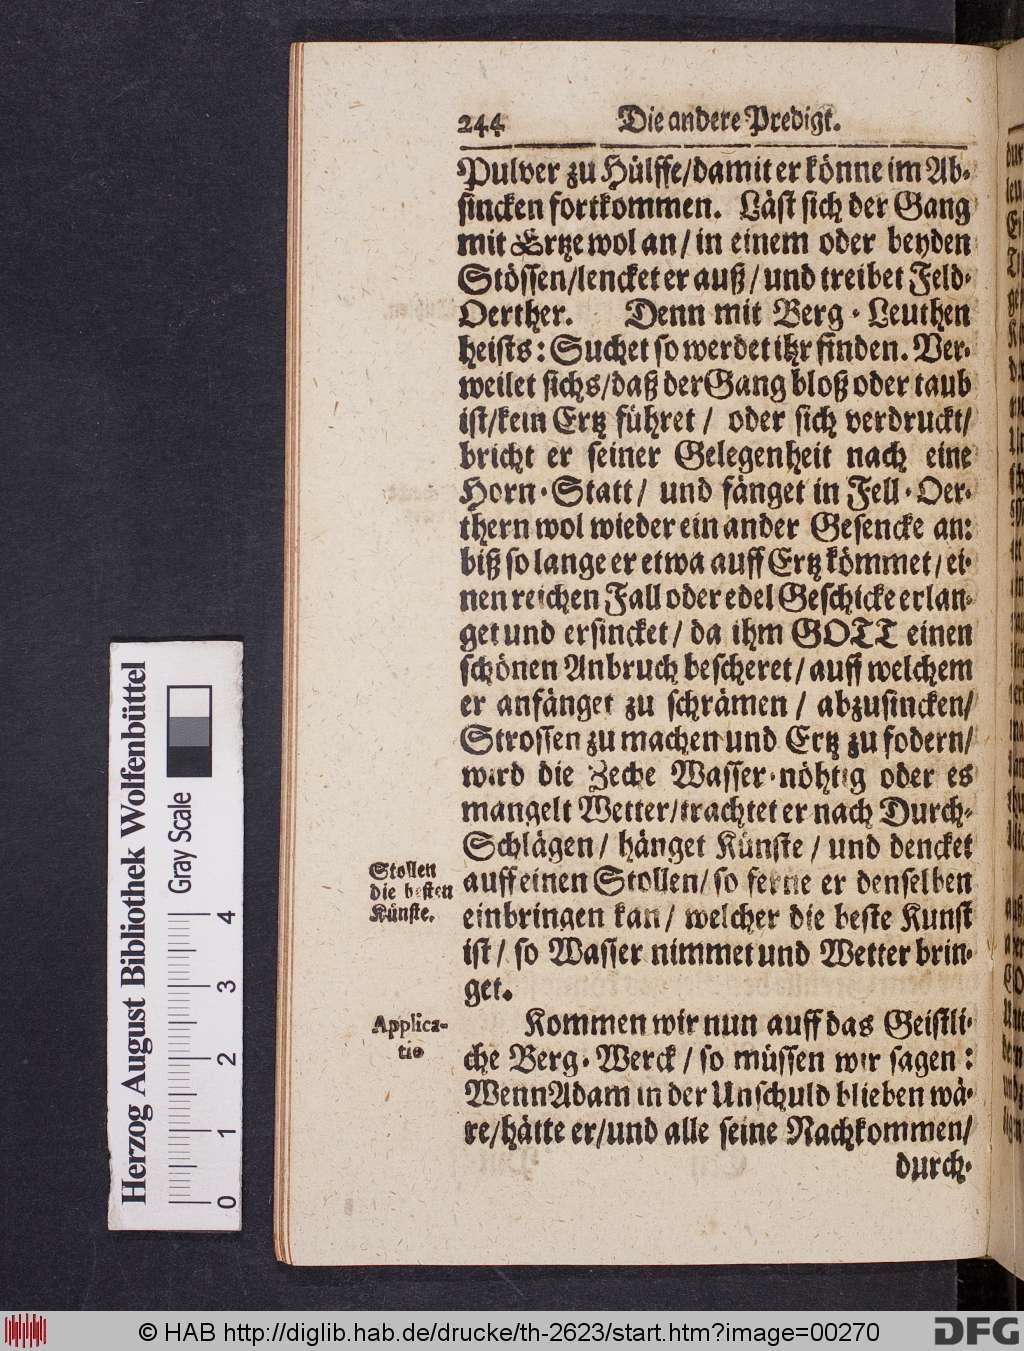 244 Die andere Predigt.
Pulver zu Hülffe/damit er könne im Ab-
sincken fortkommen. Läst sich der Gang
mit Ertze wol an/ in einem oder beyden
Stössen/lencket er auß/ und treibet Feld-
Oerther. Denn mit Berg-Leuthen
heists: Suchet so werdet ihr finden. Ver-
weilet sichs/daß der Gang bloß oder taub
ist/kein Ertz führet/ oder sich verdruckt/
bricht er seiner Gelegenheit nach eine
Horn-Statt/ und fänget in Fell-Oer-
thern wol wieder ein ander Gesencke an:
biß so lange er etwa auff Ertz kömmet/ ei-
nen reichen Fall oder edel Geschicke erlan-
get und ersincket/ da ihm GOTT einen
schönen Anbruch bescheret/ auff welchem
er anfänget zu schrämen/ abzusincken/
Strossen zu machen und Ertz zu fodern/
wird die Zeche Wasser-nöhtig oder es
mangelt Wetter/trachtet er nach Durch-
Schlägen/ hänget Künste/ und dencket
Stollen
die besten
Künste.
auff einen Stollen/ so ferne er denselben
einbringen kan/ welcher die beste Kunst
ist/ so Wasser nimmet und Wetter brin-
get.
Applica-
tio
Kommen wir nun auff das Geistli-
che Berg-Werck/ so müssen wir sagen:
Wenn Adam in der Unschuld blieben wä-
re/hätte er/und alle seine Nachkommen/
durch-
Herzog August Bibliothek Wolfenbüttel
Gray Scale
0 1 2 3 4
© HAB http://diglib.hab.de/drucke/th-2623/start.htm?image=00270
DFG